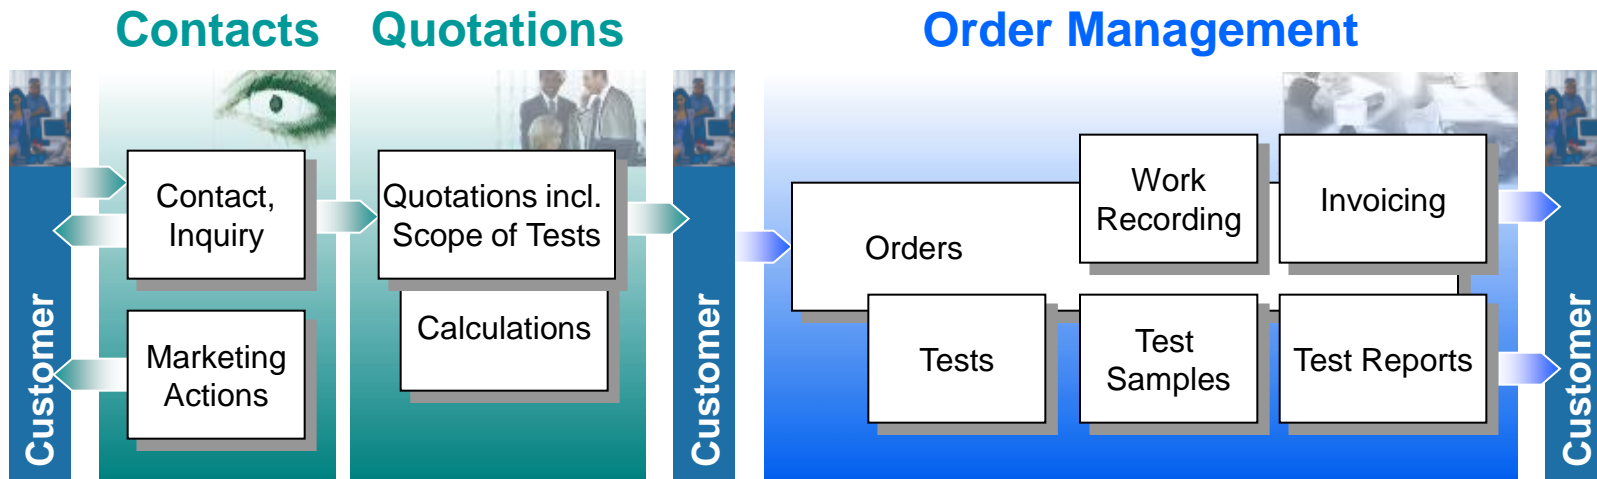 Contacts
Quotations
Order Management
Customer
Contact,
Inquiry
Marketing
Actions
Quotations incl.
Scope of Tests
Calculations
Customer
Orders
Work
Recording
Invoicing
Tests
Test
Samples
Test Reports
Customer